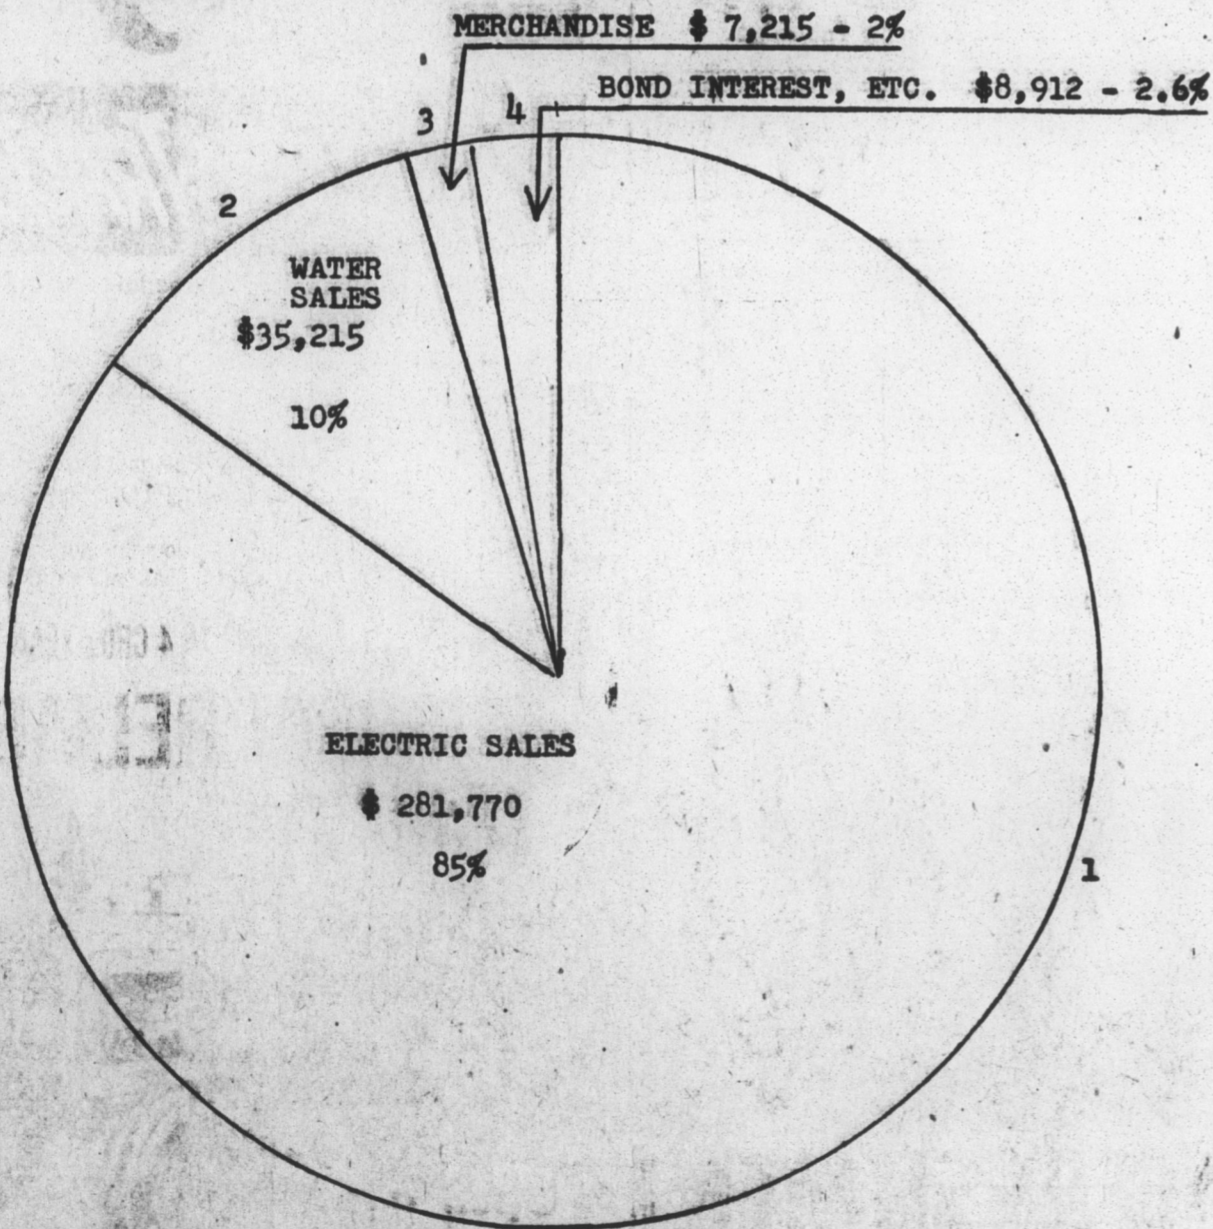 MERCHANDISE $ 7,215 - 2%
BOND INTEREST, ETC. $8,912 - 2.6%
3
4
2
WATER
SALES
$35,215
10%
ELECTRIC SALES
$ 281,770
85%
1